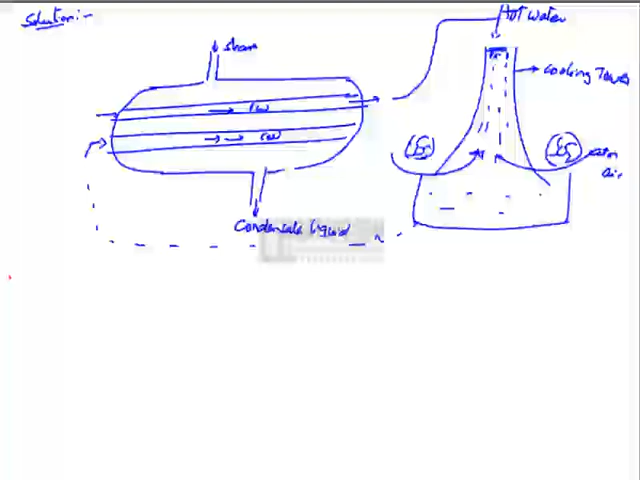 Solution:-
Hot water
Steam
Cooling Tower
CW
CW
air
Condensate liquid